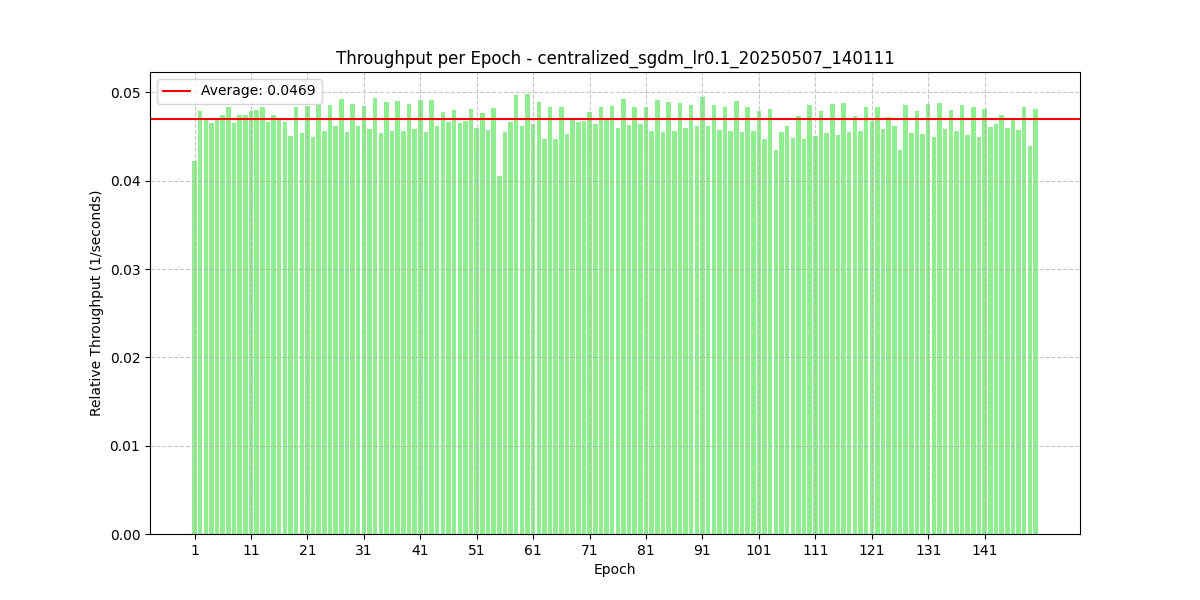 Throughput per Epoch - centralized_sgdm_lr0.1_20250507_140111
Average: 0.0469
0.05
0.04
0.03
0.02
0.01
0.00
Relative Throughput (1/seconds)
1 11 21 31 41 51 61 71 81 91 101 111 121 131 141
Epoch